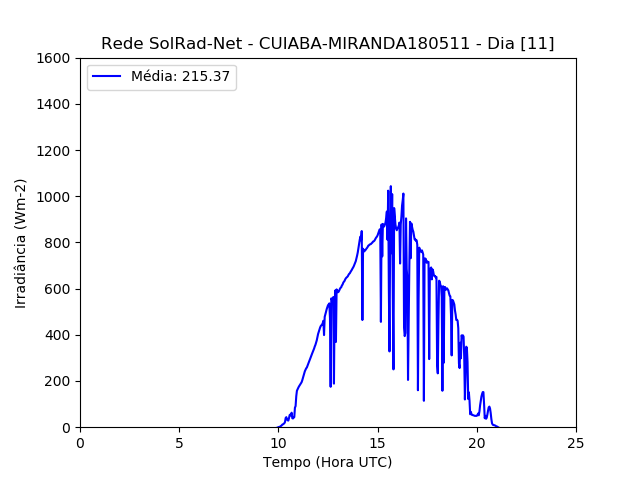 Rede SolRad-Net - CUIABA-MIRANDA180511 - Dia [11]
Média: 215.37
1600
1400
1200
1000
800
600
400
200
0
Irradiância (Wm-2)
0 5 10 15 20 25
Tempo (Hora UTC)